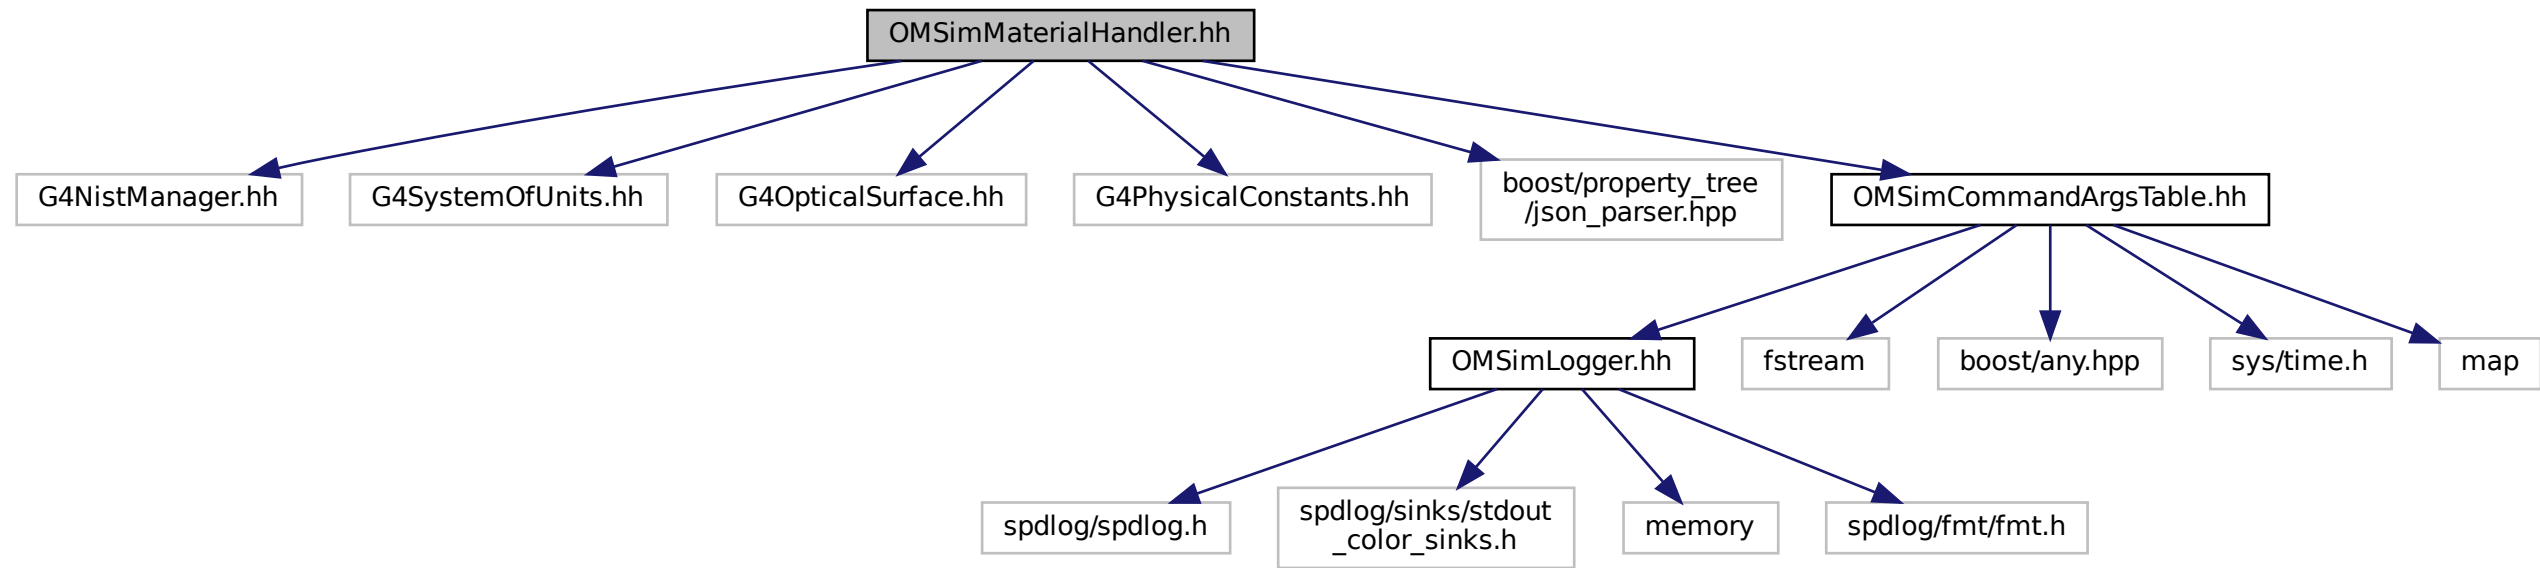 OMSimMaterialHandler.hh
G4NistManager.hh
G4SystemOfUnits.hh
G4OpticalSurface.hh
G4PhysicalConstants.hh
boost/property_tree
/json_parser.hpp
OMSimCommandArgsTable.hh
OMSimLogger.hh
fstream
boost/any.hpp
sys/time.h
map
spdlog/spdlog.h
spdlog/sinks/stdout
_color_sinks.h
memory
spdlog/fmt/fmt.h